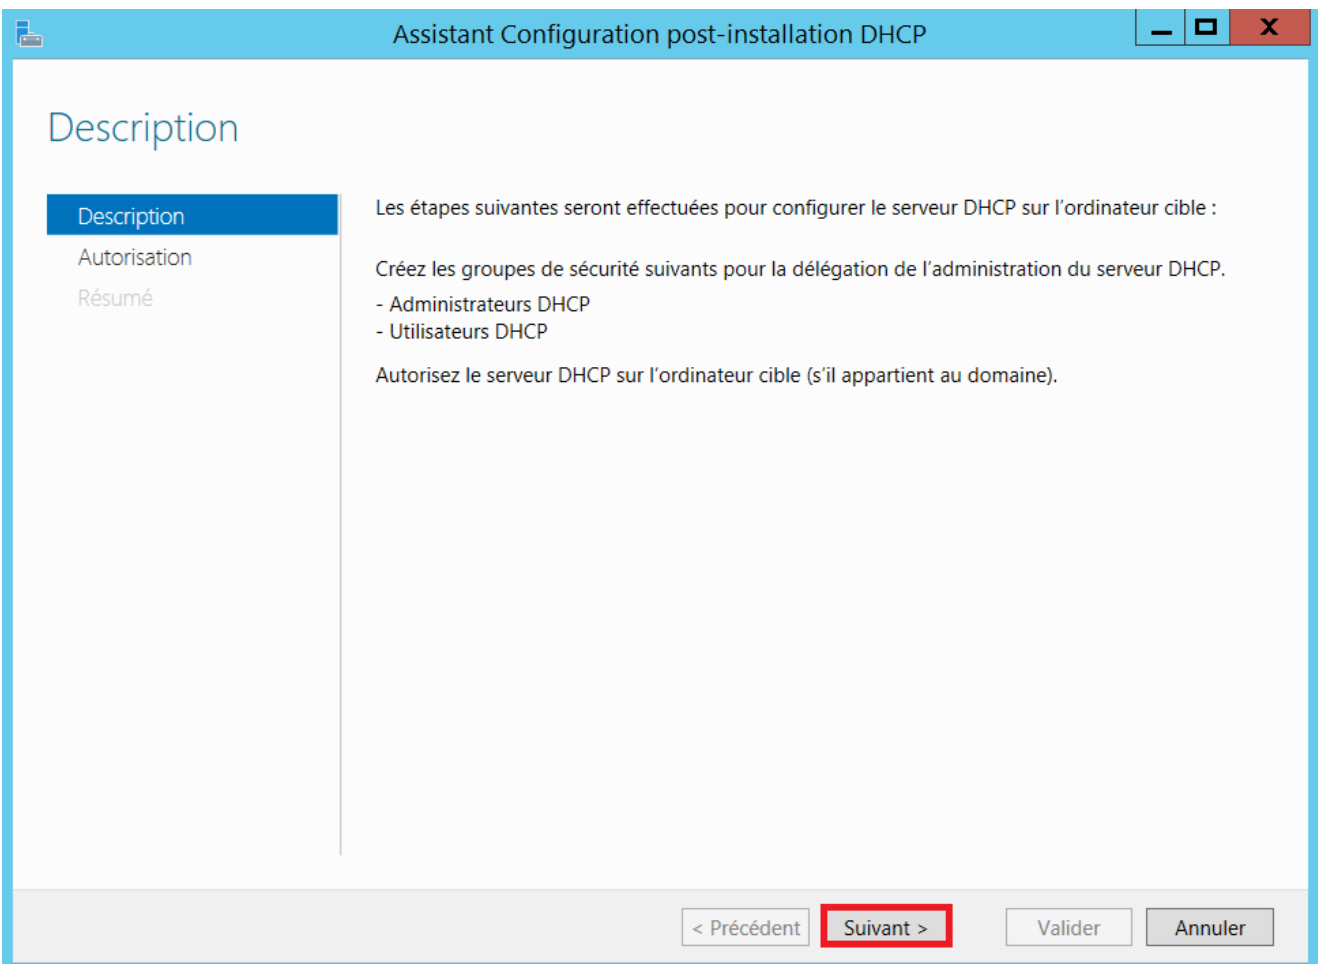 Assistant Configuration post-installation DHCP
Description
Description
Autorisation
Résumé
Les étapes suivantes seront effectuées pour configurer le serveur DHCP sur l'ordinateur cible :
Créez les groupes de sécurité suivants pour la délégation de l'administration du serveur DHCP.
- Administrateurs DHCP
- Utilisateurs DHCP
Autorisez le serveur DHCP sur l'ordinateur cible (s'il appartient au domaine).
< Précédent Suivant > Valider Annuler